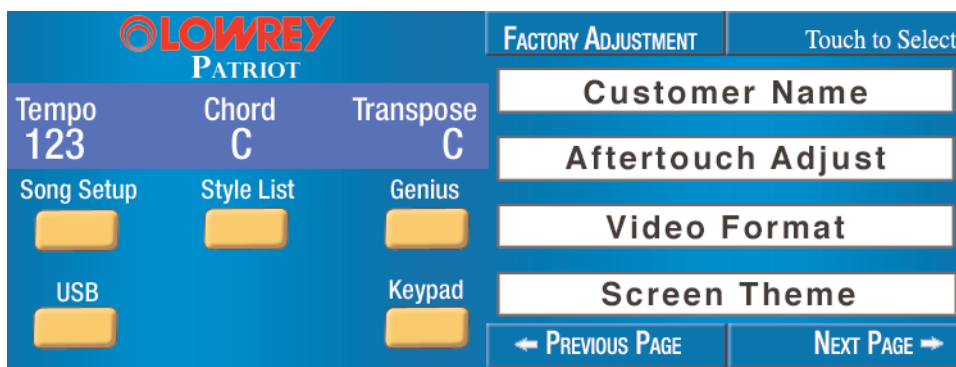 LOWREY
PATRIOT
Tempo Chord Transpose
123 C C
Song Setup Style List Genius
USB Keypad
FACTORY ADJUSTMENT Touch to Select
Customer Name
Aftertouch Adjust
Video Format
Screen Theme
← PREVIOUS PAGE NEXT PAGE →